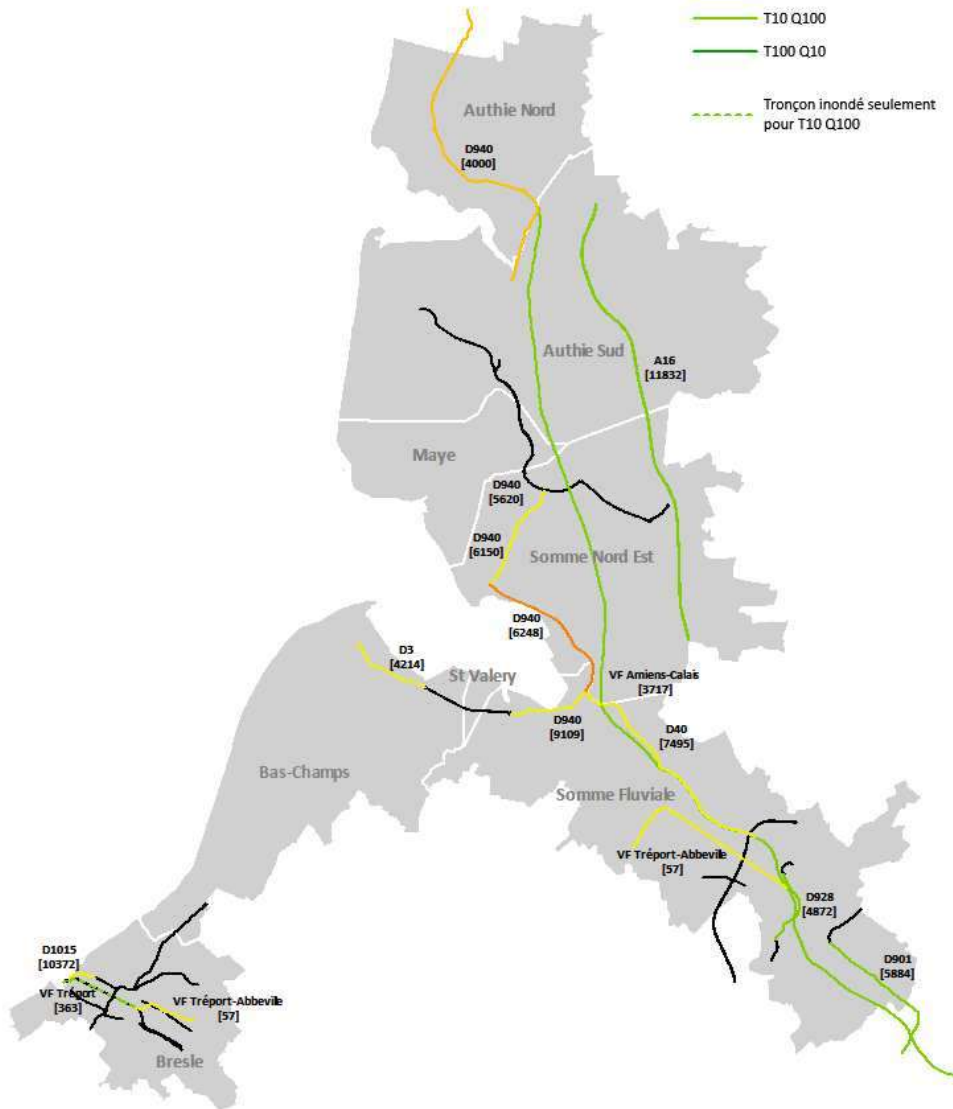 T10 Q100
T100 Q10
Tronçon inondé seulement
pour T10 Q100
Authie Nord
D940
[4000]
Authie Sud
A16
[11832]
Maye
D940
[5620]
D940
[6150]
Somme Nord Est
D940
[6248]
D3
[4214]
St Valery
VF Amiens-Calais
[3717]
D940
[9109]
D40
[7495]
Bas-Champs
Somme Fluviale
VF Tréport-Abbeville
[57]
D928
[4872]
D901
[5884]
D1015
[10372]
VF Tréport
[363]
VF Tréport-Abbeville
[57]
Bresle